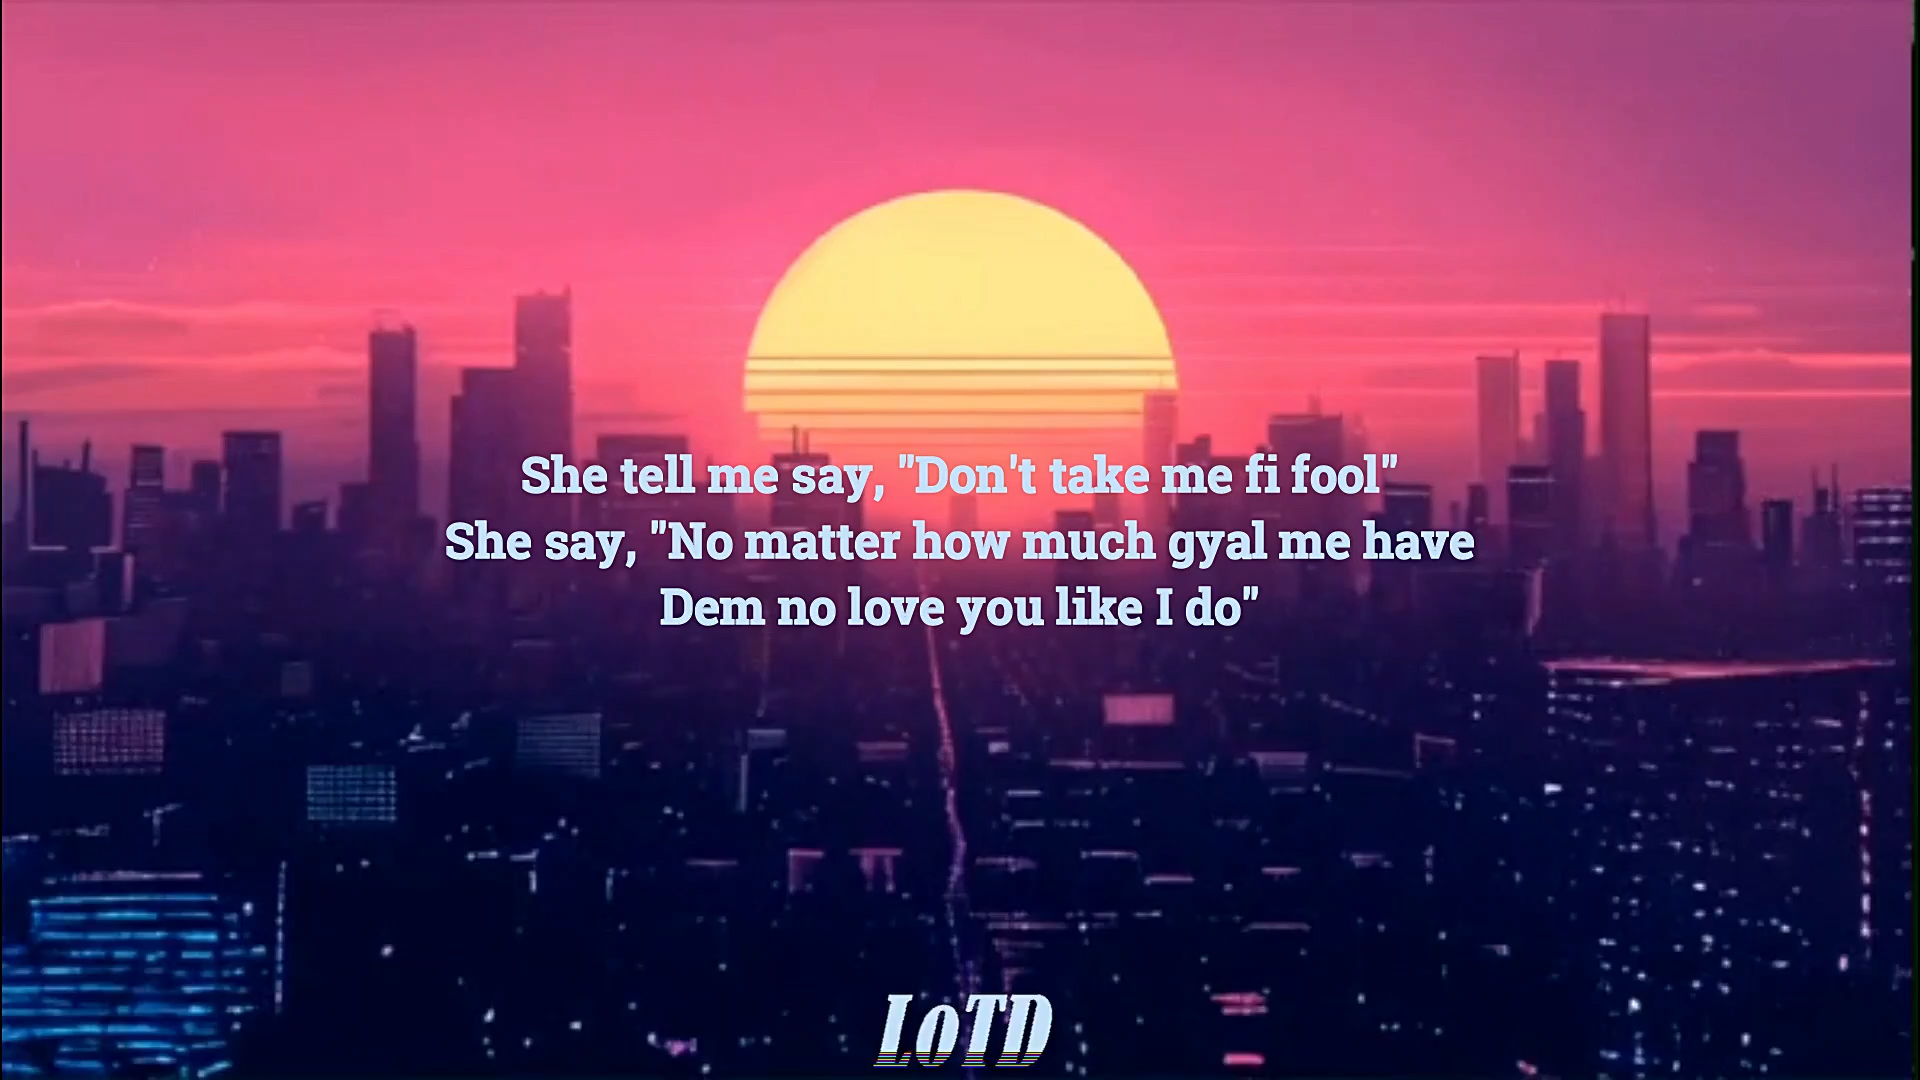 She tell me say, "Don't take me fi fool"
She say, "No matter how much gyal me have
Dem no love you like I do"
LoTD